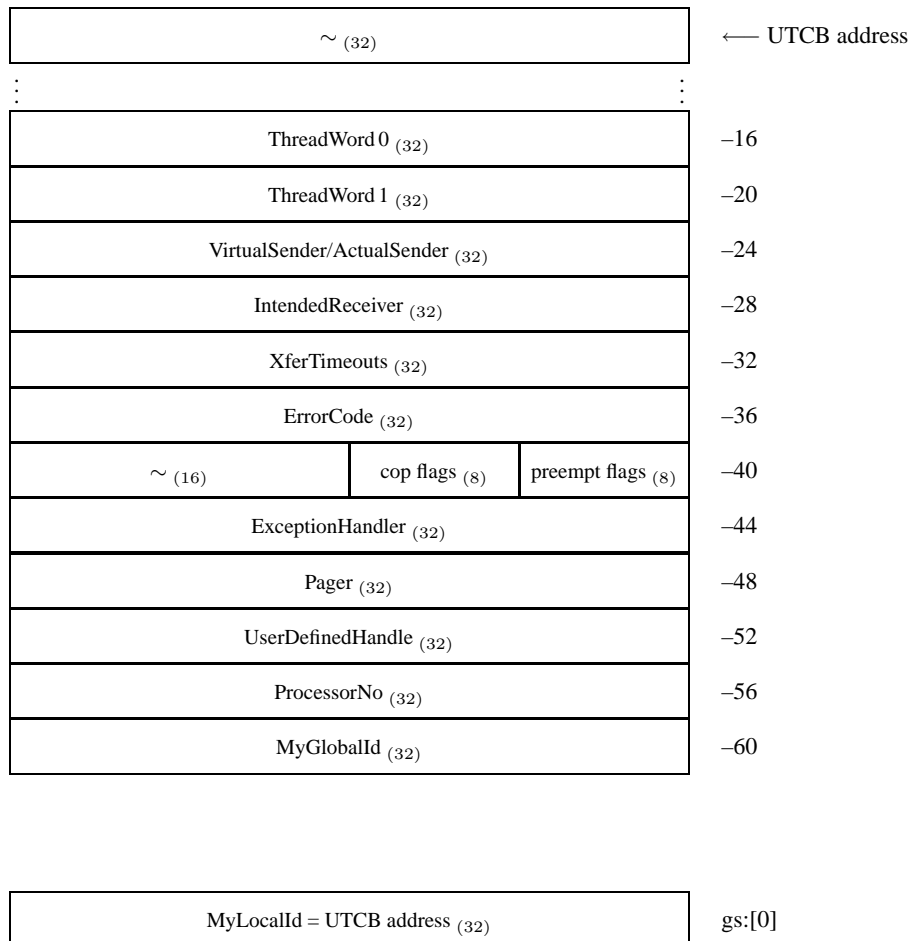 ~ (32) ←— UTCB address
⋮ ⋮
ThreadWord 0 (32) –16
ThreadWord 1 (32) –20
VirtualSender/ActualSender (32) –24
IntendedReceiver (32) –28
XferTimeouts (32) –32
ErrorCode (32) –36
~ (16) cop flags (8) preempt flags (8) –40
ExceptionHandler (32) –44
Pager (32) –48
UserDefinedHandle (32) –52
ProcessorNo (32) –56
MyGlobalId (32) –60
MyLocalId = UTCB address (32) gs:[0]